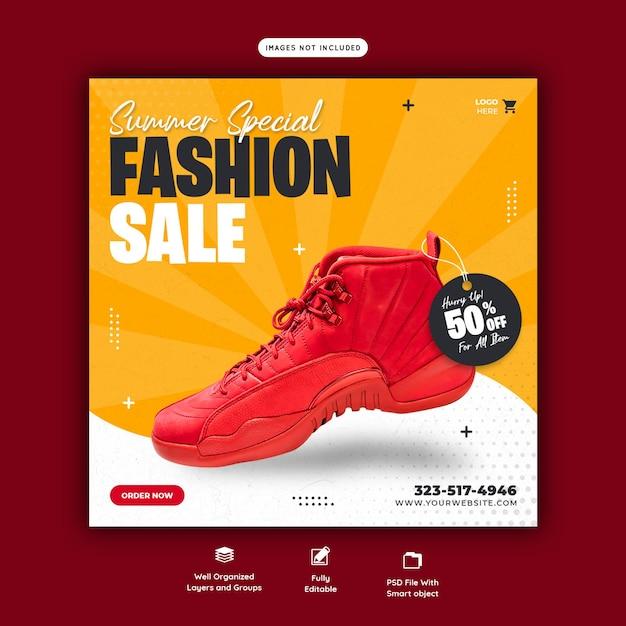 IMAGES NOT INCLUDED
Summer Special
FASHION
SALE
LOGO
HERE
Hurry Up!
50% OFF
For All Item
ORDER NOW
323-517-4946
WWW.YOURWEBSITE.COM
Well Organized
Layers and Groups
Fully
Editable
PSD File With
Smart object